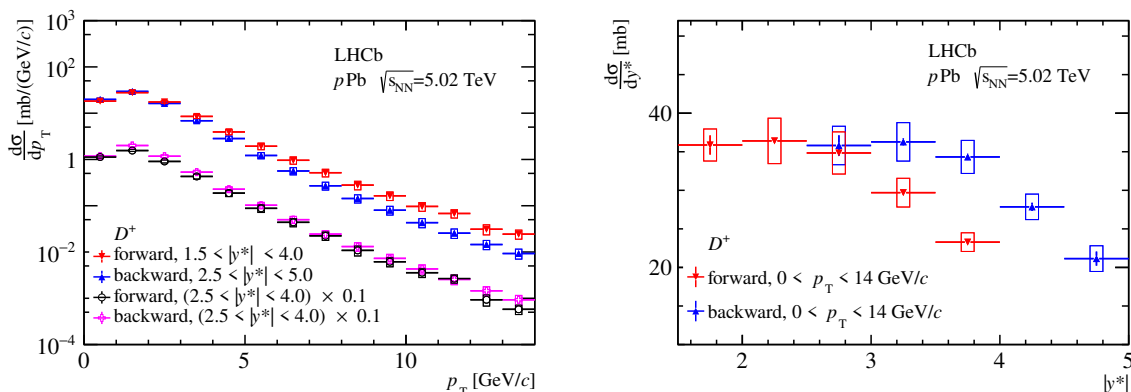 dσ/dp_T [mb/(GeV/c)]
10³
10
1
10⁻²
10⁻⁴
LHCb
pPb √s_NN=5.02 TeV
D⁺
forward, 1.5 < |y*| < 4.0
backward, 2.5 < |y*| < 5.0
forward, (2.5 < |y*| < 4.0) × 0.1
backward, (2.5 < |y*| < 4.0) × 0.1
0 5 10
p_T [GeV/c]
dσ/dy* [mb]
40
20
LHCb
pPb √s_NN=5.02 TeV
D⁺
forward, 0 < p_T < 14 GeV/c
backward, 0 < p_T < 14 GeV/c
2 3 4 5
|y*|